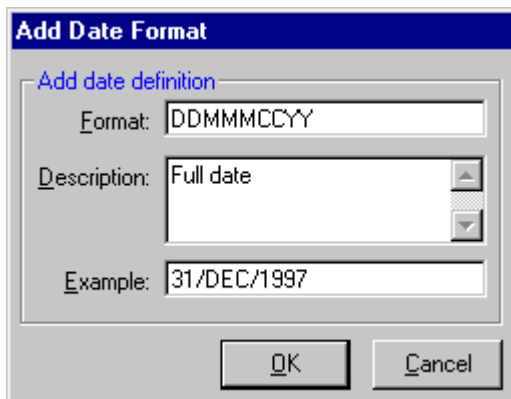 Add Date Format
Add date definition
Format: DDMMMCCYY
Description: Full date
Example: 31/DEC/1997
OK Cancel